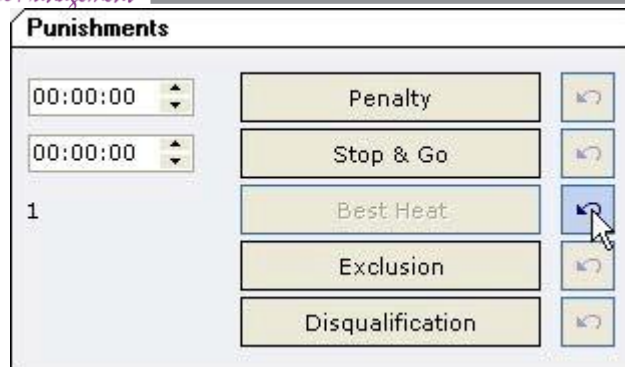 Punishments
00:00:00 Penalty
00:00:00 Stop & Go
1 Best Heat
Exclusion
Disqualification